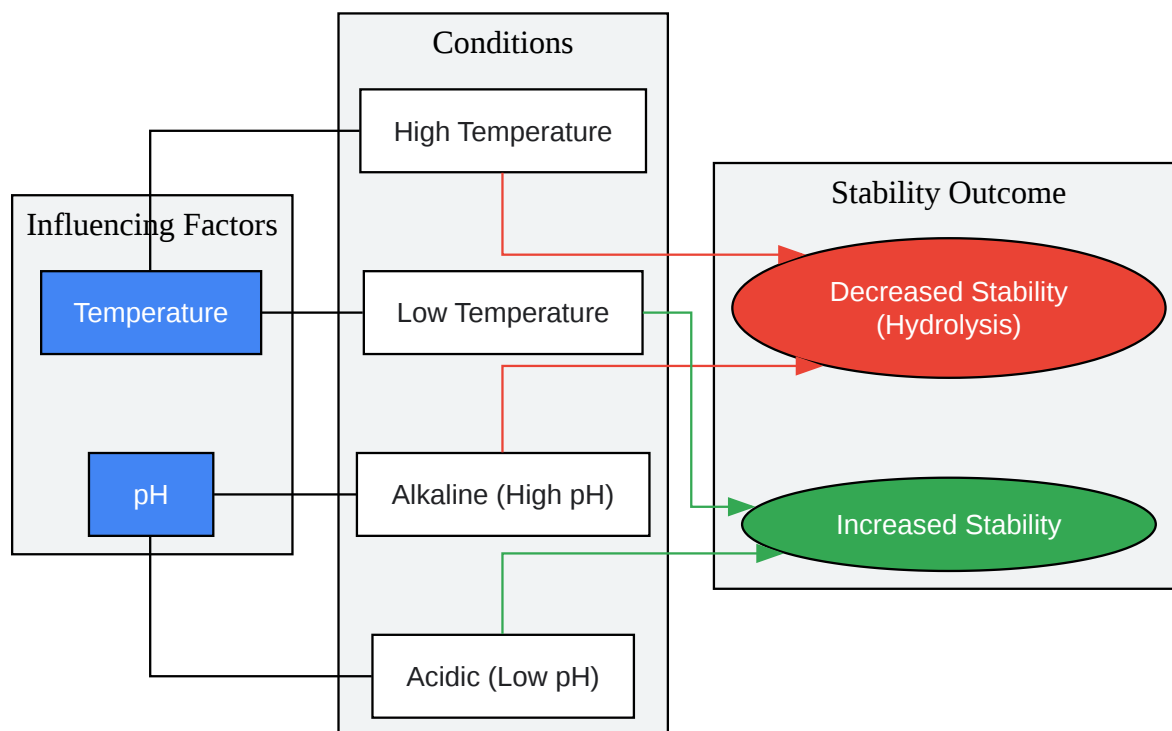 Influencing Factors
Temperature
pH
Conditions
High Temperature
Low Temperature
Alkaline (High pH)
Acidic (Low pH)
Stability Outcome
Decreased Stability
(Hydrolysis)
Increased Stability